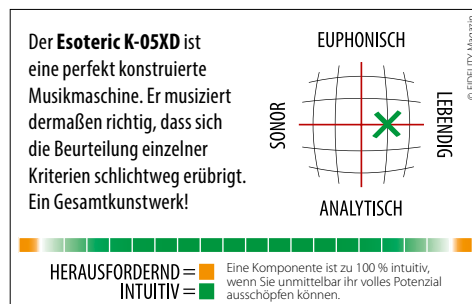 Der Esoteric K-05XD ist
eine perfekt konstruierte
Musikmaschine. Er musiziert
dermaßen richtig, dass sich
die Beurteilung einzelner
Kriterien schlichtweg erübrigt.
Ein Gesamtkunstwerk!
EUPHONISCH
SONOR
LEBENDIG
ANALYTISCH
© FIDELITY Magazin
HERAUSFORDERND =
INTUITIV =
Eine Komponente ist zu 100 % intuitiv,
wenn Sie unmittelbar ihr volles Potenzial
ausschöpfen können.